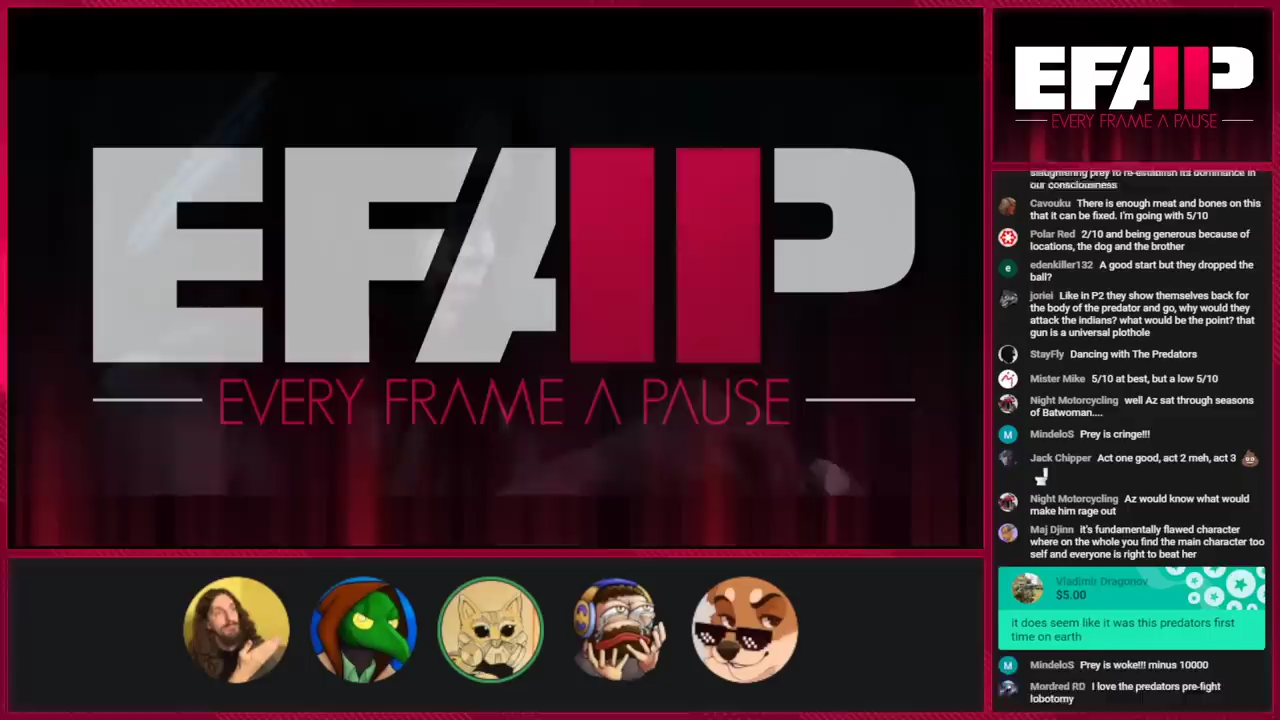 EFAP
EVERY FRAME A PAUSE
EFAP
EVERY FRAME A PAUSE
slaughtering prey to re-establish its dominance in
our consciousness
Cavouku There is enough meat and bones on this
that it can be fixed. I'm going with 5/10
Polar Red 2/10 and being generous because of
locations, the dog and the brother
e
edenkiller132 A good start but they dropped the
ball?
joriei Like in P2 they show themselves back for
the body of the predator and go, why would they
attack the indians? what would be the point? that
gun is a universal plothole
StayFly Dancing with The Predators
Mister Mike 5/10 at best, but a low 5/10
Night Motorcycling well Az sat through seasons
of Batwoman....
M
MindeloS Prey is cringe!!!
Jack Chipper Act one good, act 2 meh, act 3 💩
🚽
Night Motorcycling Az would know what would
make him rage out
Maj Djinn it's fundamentally flawed character
where on the whole you find the main character too
self and everyone is right to beat her
Vladimir Dragonov
$5.00
it does seem like it was this predators first
time on earth
M
MindeloS Prey is woke!!! minus 10000
Mordred RD I love the predators pre-fight
lobotomy